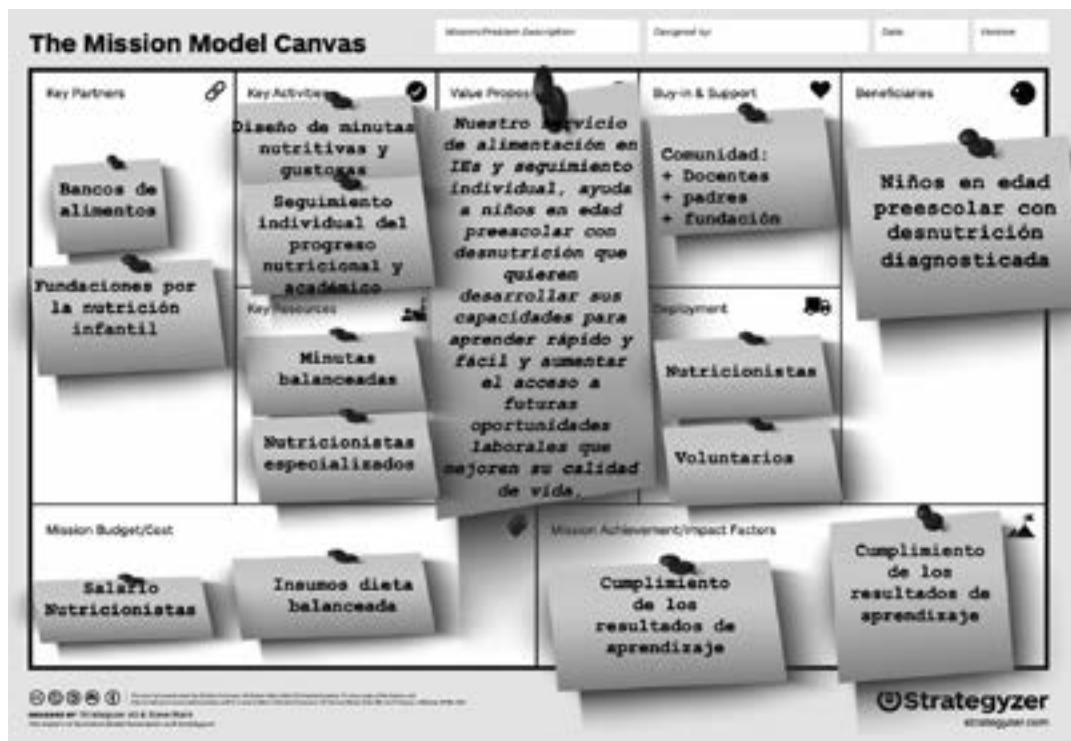 The Mission Model Canvas
Mission/Problem Description
Designed by:
Date:
Version:
Key Partners
Bancos de
alimentos
Fundaciones por
la nutrición
infantil
Key Activities
Diseño de minutas
nutritivas y
gustosas
Seguimiento
individual del
progreso
nutricional y
académico
Key Resources
Minutas
balanceadas
Nutricionistas
especializados
Value Propos
Nuestro servicio
de alimentación en
IEs y seguimiento
individual, ayuda
a niños en edad
preescolar con
desnutrición que
quieren
desarrollar sus
capacidades para
aprender rápido y
fácil y aumentar
el acceso a
futuras
oportunidades
laborales que
mejoren su calidad
de vida.
Buy-in & Support
Comunidad:
+ Docentes
+ padres
+ fundación
Deployment
Nutricionistas
Voluntarios
Beneficiaries
Niños en edad
preescolar con
desnutrición
diagnosticada
Mission Budget/Cost
Salario
Nutricionistas
Insumos dieta
balanceada
Mission Achievement/Impact Factors
Cumplimiento
de los
resultados de
aprendizaje
Cumplimiento
de los
resultados de
aprendizaje
Strategyzer
strategyzer.com